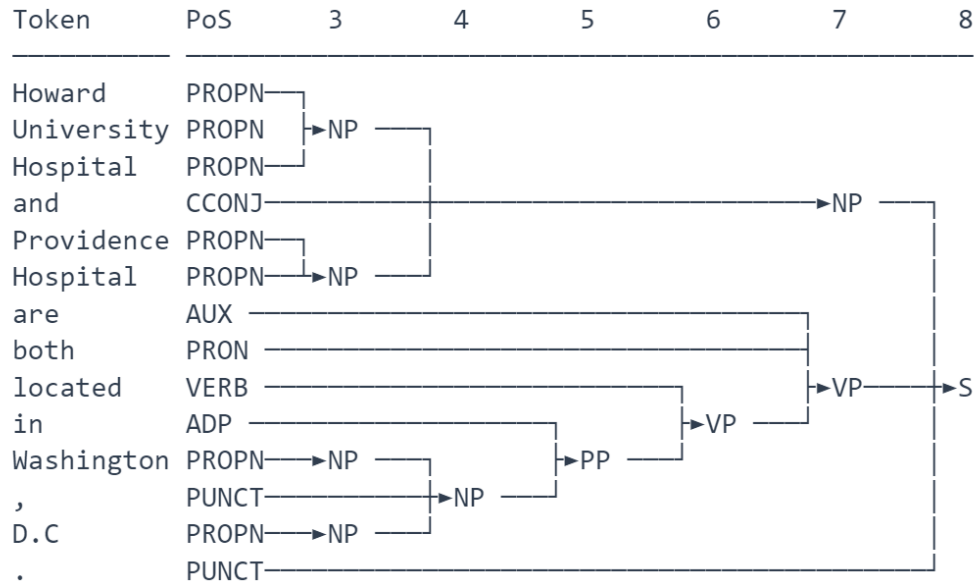 Token PoS 3 4 5 6 7 8
Howard PROPN
University PROPN NP
Hospital PROPN
and CCONJ NP
Providence PROPN
Hospital PROPN NP
are AUX
both PRON
located VERB VP S
in ADP VP
Washington PROPN NP PP
, PUNCT NP
D.C PROPN NP
. PUNCT